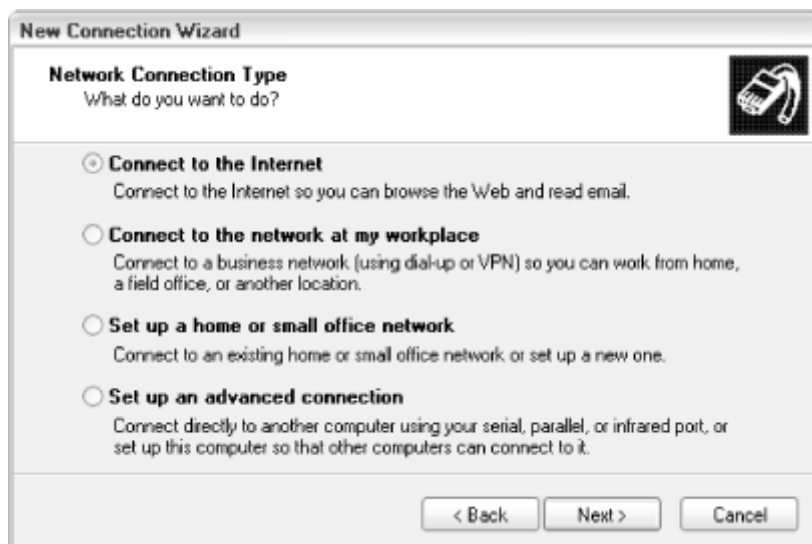 New Connection Wizard
Network Connection Type
What do you want to do?
Connect to the Internet
Connect to the Internet so you can browse the Web and read email.
Connect to the network at my workplace
Connect to a business network (using dial-up or VPN) so you can work from home,
a field office, or another location.
Set up a home or small office network
Connect to an existing home or small office network or set up a new one.
Set up an advanced connection
Connect directly to another computer using your serial, parallel, or infrared port, or
set up this computer so that other computers can connect to it.
< Back
Next >
Cancel